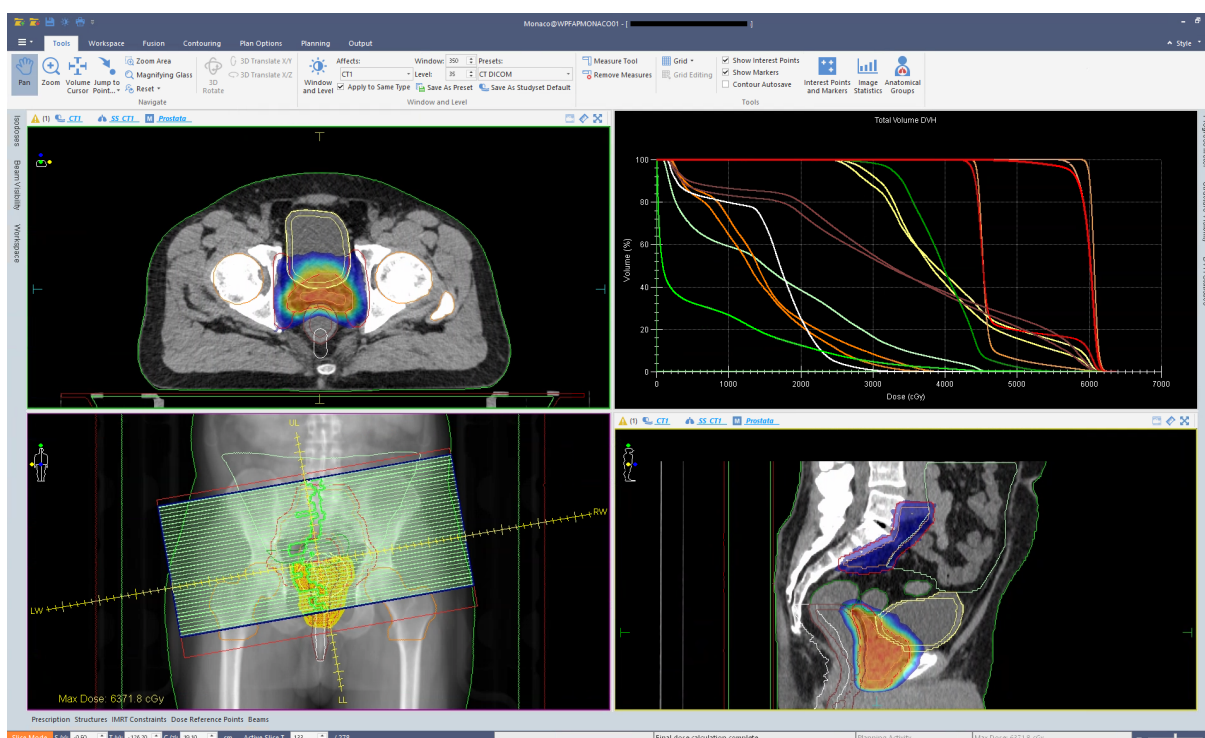 Monaco@WPFAPMONACO01 - [ ]
Tools Workspace Fusion Contouring Plan Options Planning Output
Style
Pan
Zoom
Volume Cursor
Jump to Point...
Zoom Area
Magnifying Glass
Reset
Navigate
3D Rotate
3D Translate X/Y
3D Translate X/Z
Window and Level
Affects: Window: 350 Presets:
CT1 Level: 35 CT DICOM
Apply to Same Type Save As Preset Save As Studyset Default
Window and Level
Measure Tool
Remove Measures
Grid
Grid Editing
Show Interest Points
Show Markers
Contour Autosave
Interest Points and Markers
Image Statistics
Anatomical Groups
Tools
Isodoses
Beam Visibility
Workspace
(1) CT1 SS_CT1 M Prostata
Total Volume DVH
Volume (%)
100
80
60
40
20
0
0 1000 2000 3000 4000 5000 6000 7000
Dose (cGy)
UL
RW
LW
LL
Max Dose: 6371.8 cGy
(1) CT1 SS_CT1 M Prostata
Prescription Structures IMRT Constraints Dose Reference Points Beams
Final dose calculation complete